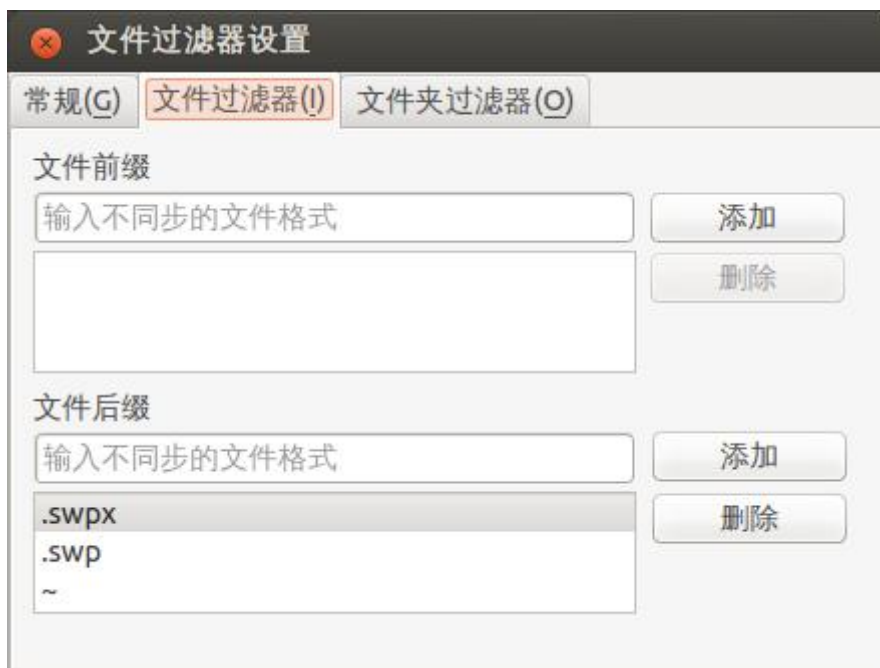 文件过滤器设置
常规(G) 文件过滤器(I) 文件夹过滤器(O)
文件前缀
输入不同步的文件格式 添加
删除
文件后缀
输入不同步的文件格式 添加
.swpx 删除
.swp
~